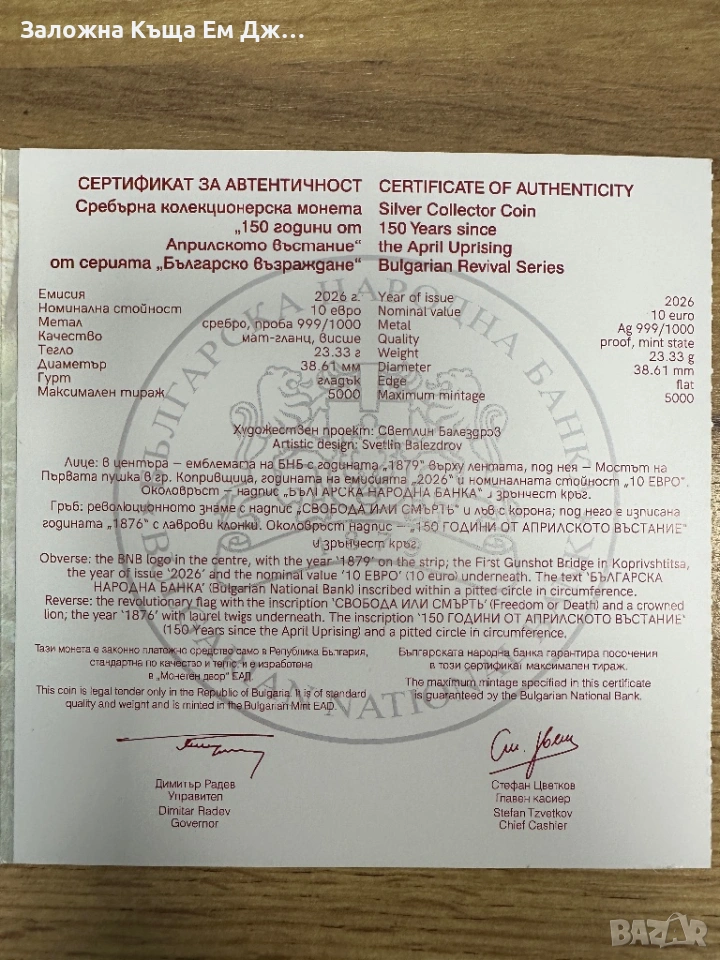 Заложна Къща Ем Дж...
СЕРТИФИКАТ ЗА АВТЕНТИЧНОСТ
Сребърна колекционерска монета
„150 години от
Априлското въстание“
от серията „Българско възраждане“
CERTIFICATE OF AUTHENTICITY
Silver Collector Coin
150 Years since
the April Uprising
Bulgarian Revival Series
Емисия 2026 г.
Номинална стойност 10 евро
Метал сребро, проба 999/1000
Качество мат-гланц, висше
Тегло 23.33 г
Диаметър 38.61 мм
Гурт гладък
Максимален тираж 5000
Year of issue 2026
Nominal value 10 euro
Metal Ag 999/1000
Quality proof, mint state
Weight 23.33 g
Diameter 38.61 mm
Edge flat
Maximum mintage 5000
Художествен проект: Светлин Балездров
Artistic design: Svetlin Balezdrov
Лице: в центъра – емблемата на БНБ с годината „1879“ върху лентата, под нея – Мостът на
Първата пушка в гр. Копривщица, годината на емисията „2026“ и номиналната стойност „10 ЕВРО“.
Околовръст – надпис „БЪЛГАРСКА НАРОДНА БАНКА“ и зрънчест кръг.
Гръб: революционното знаме с надпис „СВОБОДА ИЛИ СМЪРТЬ“ и лъв с корона; под него е изписана
годината “1876“ с лаврови клонки. Околовръст надпис – „150 ГОДИНИ ОТ АПРИЛСКОТО ВЪСТАНИЕ“
и зрънчест кръг.
Obverse: the BNB logo in the centre, with the year ‘1879’ on the strip; the First Gunshot Bridge in Koprivshtitsa,
the year of issue ‘2026’ and the nominal value ‘10 ЕВРО’ (10 euro) underneath. The text ‘БЪЛГАРСКА
НАРОДНА БАНКА’ (Bulgarian National Bank) inscribed within a pitted circle in circumference.
Reverse: the revolutionary flag with the inscription ‘СВОБОДА ИЛИ СМЪРТЬ’ (Freedom or Death) and a crowned
lion; the year ‘1876’ with laurel twigs underneath. The inscription ‘150 ГОДИНИ ОТ АПРИЛСКОТО ВЪСТАНИЕ’
(150 Years since the April Uprising) and a pitted circle in circumference.
Тази монета е законно платежно средство само в Република България,
стандартна по качество и тегло и е изработена
в „Монетен двор“ ЕАД.
This coin is legal tender only in the Republic of Bulgaria. It is of standard
quality and weight and is minted in the Bulgarian Mint EAD.
Българската народна банка гарантира посочения
в този сертификат максимален тираж.
The maximum mintage specified in this certificate
is guaranteed by the Bulgarian National Bank.
Димитър Радев
Управител
Dimitar Radev
Governor
Стефан Цветков
Главен касиер
Stefan Tzvetkov
Chief Cashier
БЪЛГАРСКА НАРОДНА БАНКА
BULGARIAN NATIONAL BANK
BAZAR